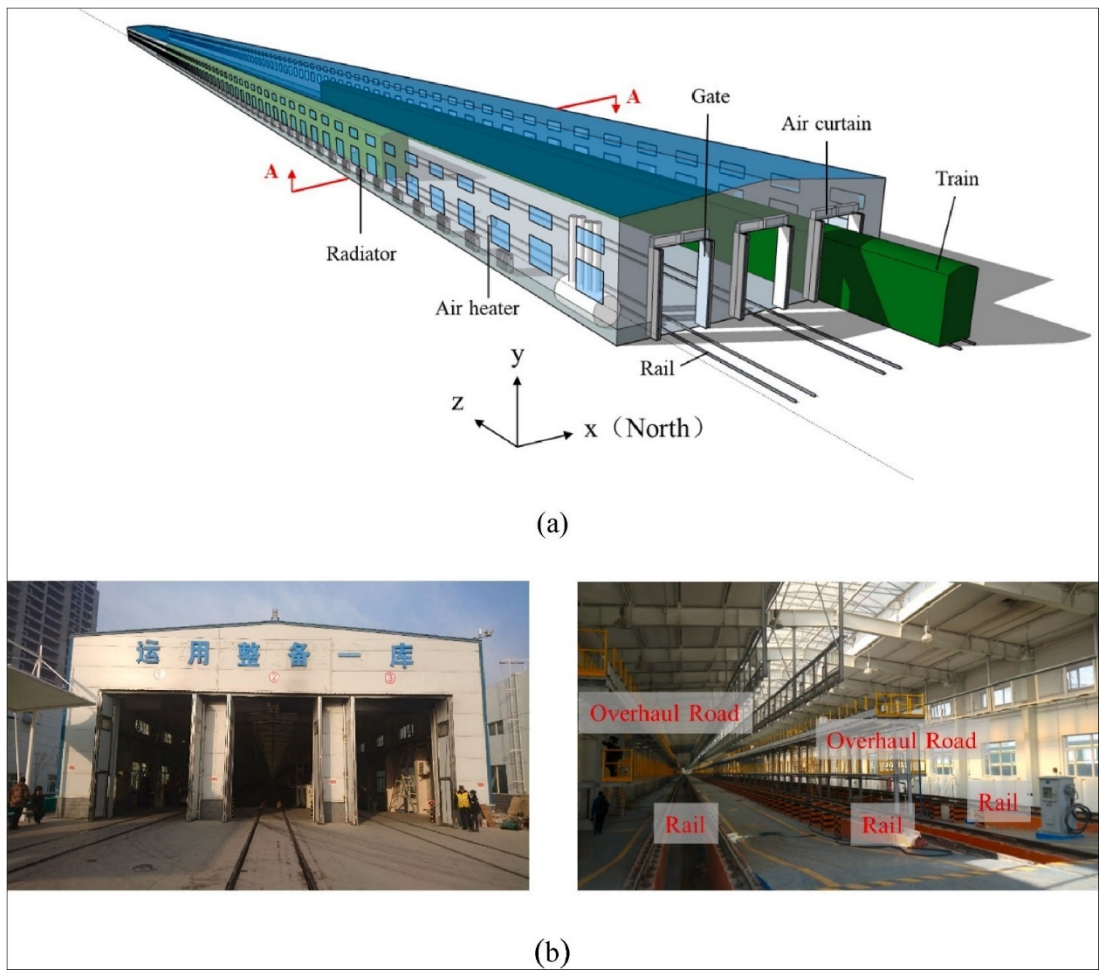 A
Gate
Air curtain
Train
A
Radiator
Air heater
Rail
y
z
x（North）
(a)
运用整备一库
① ② ③
Overhaul Road
Overhaul Road
Rail
Rail
Rail
(b)